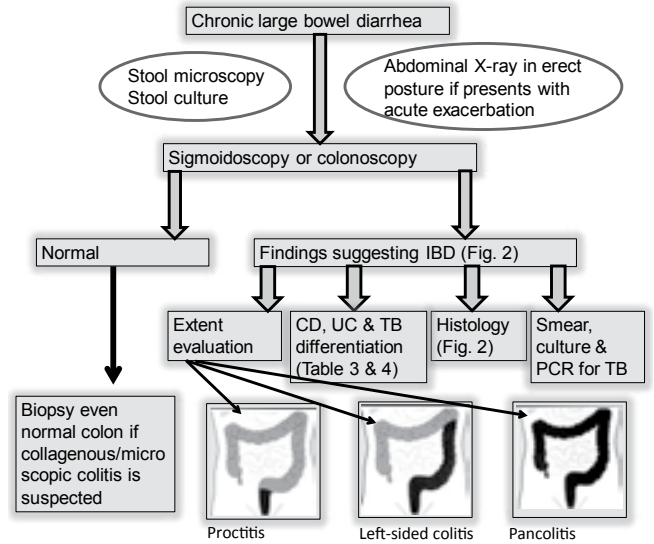 Chronic large bowel diarrhea
Stool microscopy
Stool culture
Abdominal X-ray in erect
posture if presents with
acute exacerbation
Sigmoidoscopy or colonoscopy
Normal
Findings suggesting IBD (Fig. 2)
Extent
evaluation
CD, UC & TB
differentiation
(Table 3 & 4)
Histology
(Fig. 2)
Smear,
culture &
PCR for TB
Biopsy even
normal colon if
collagenous/micro
scopic colitis is
suspected
Proctitis
Left-sided colitis
Pancolitis